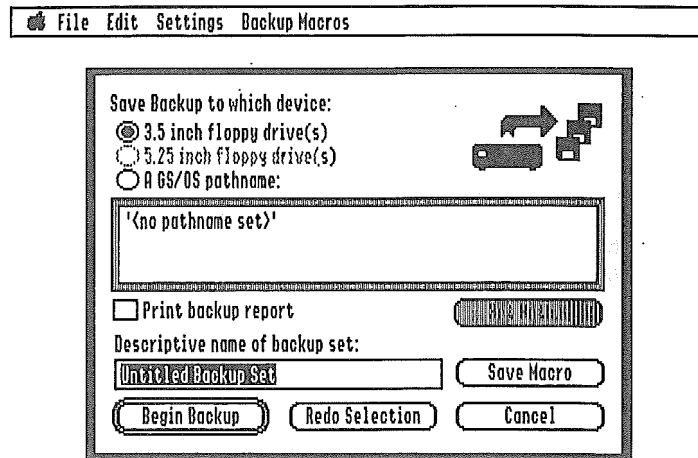 File Edit Settings Backup Macros
Save Backup to which device:
3.5 inch floppy drive(s)
5.25 inch floppy drive(s)
A GS/OS pathname:
'<no pathname set>'
Print backup report
Descriptive name of backup set:
Untitled Backup Set
Save Macro
Begin Backup
Redo Selection
Cancel